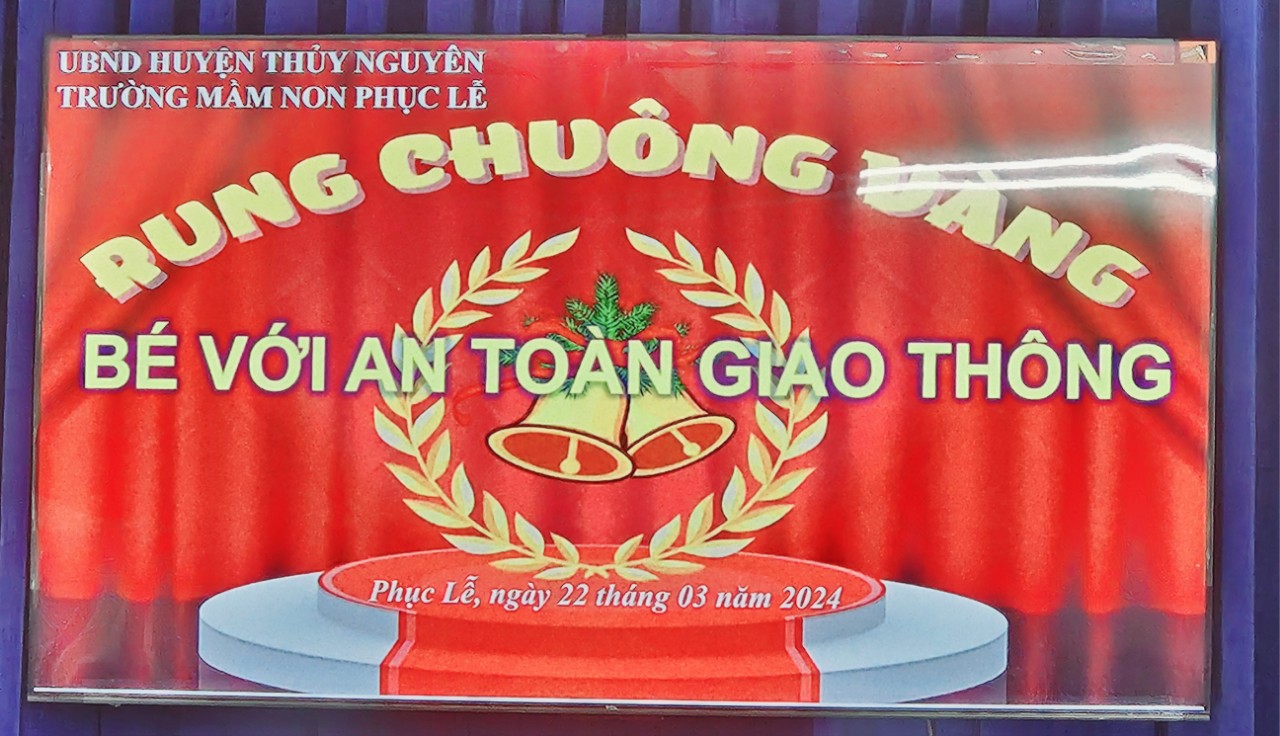 UBND HUYỆN THỦY NGUYÊN
TRƯỜNG MẦM NON PHỤC LỄ
RUNG CHUÔNG VÀNG
BÉ VỚI AN TOÀN GIAO THÔNG
Phục Lễ, ngày 22 tháng 03 năm 2024